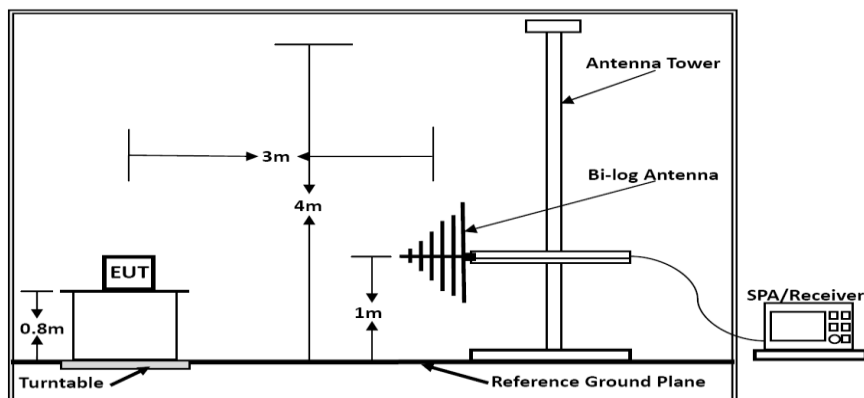 Antenna Tower
3m
Bi-log Antenna
4m
EUT
SPA/Receiver
0.8m
1m
Turntable
Reference Ground Plane